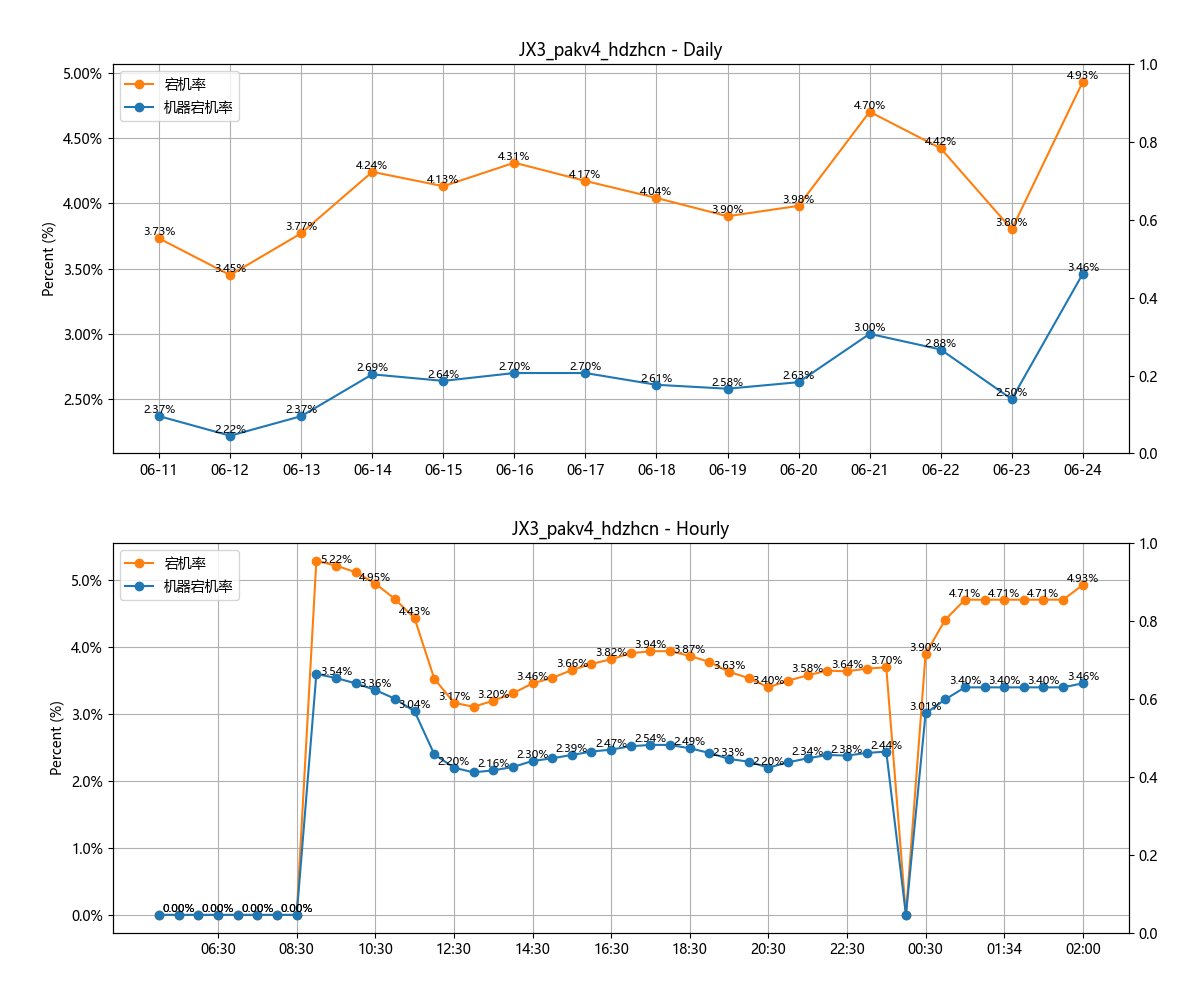 JX3_pakv4_hdzhcn - Daily
宕机率
机器宕机率
Percent (%)
5.00%
4.50%
4.00%
3.50%
3.00%
2.50%
1.0
0.8
0.6
0.4
0.2
0.0
3.73% 3.45% 3.77% 4.24% 4.13% 4.31% 4.17% 4.04% 3.90% 3.98% 4.70% 4.42% 3.80% 4.93%
2.37% 2.22% 2.37% 2.69% 2.64% 2.70% 2.70% 2.61% 2.58% 2.63% 3.00% 2.88% 2.50% 3.46%
06-11 06-12 06-13 06-14 06-15 06-16 06-17 06-18 06-19 06-20 06-21 06-22 06-23 06-24
JX3_pakv4_hdzhcn - Hourly
宕机率
机器宕机率
Percent (%)
5.0%
4.0%
3.0%
2.0%
1.0%
0.0%
1.0
0.8
0.6
0.4
0.2
0.0
0.00% 0.00% 0.00% 0.00% 5.22% 4.95% 4.43% 3.17% 3.20% 3.46% 3.66% 3.82% 3.94% 3.87% 3.63% 3.40% 3.58% 3.64% 3.70% 3.90% 4.71% 4.71% 4.71% 4.93%
3.54% 3.36% 3.04% 2.20% 2.16% 2.30% 2.39% 2.47% 2.54% 2.49% 2.33% 2.20% 2.34% 2.38% 2.44% 3.01% 3.40% 3.40% 3.40% 3.46%
06:30 08:30 10:30 12:30 14:30 16:30 18:30 20:30 22:30 00:30 01:34 02:00